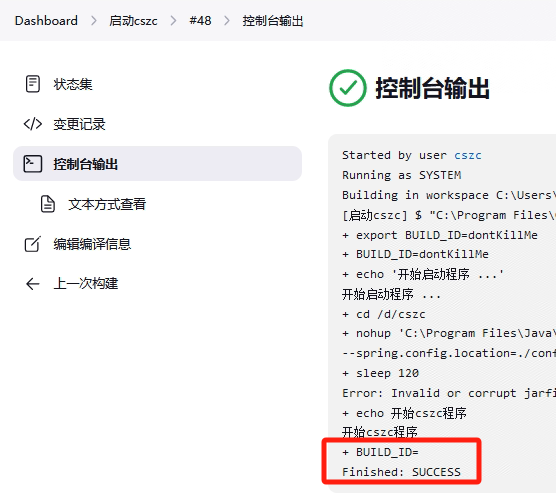 Dashboard > 启动cszc > #48 > 控制台输出
状态集
变更记录
控制台输出
文本方式查看
编辑编译信息
上一次构建
控制台输出
Started by user cszc
Running as SYSTEM
Building in workspace C:\Users\
[启动cszc] $ "C:\Program Files\
+ export BUILD_ID=dontKillMe
+ BUILD_ID=dontKillMe
+ echo '开始启动程序 ...'
开始启动程序 ...
+ cd /d/cszc
+ nohup 'C:\Program Files\Java\
--spring.config.location=./conf
+ sleep 120
Error: Invalid or corrupt jarfi
+ echo 开始cszc程序
开始cszc程序
+ BUILD_ID=
Finished: SUCCESS